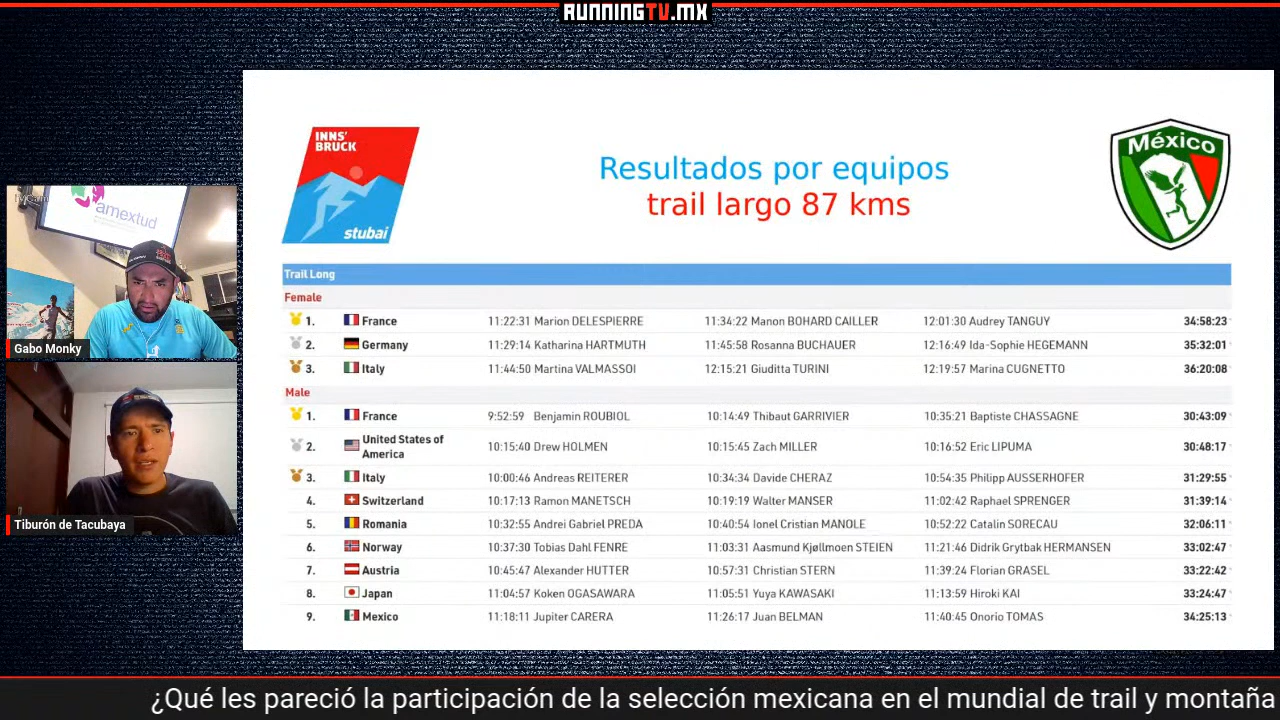 RUNNINGTV.MX
INNS'
BRUCK
stubai
Resultados por equipos
trail largo 87 kms
México
amextud
Gabo Monky
Tiburón de Tacubaya
Trail Long
Female
1. France 11:22:31 Marion DELESPIERRE 11:34:22 Manon BOHARD CAILLER 12:01:30 Audrey TANGUY 34:58:23
2. Germany 11:29:14 Katharina HARTMUTH 11:45:58 Rosanna BUCHAUER 12:16:49 Ida-Sophie HEGEMANN 35:32:01
3. Italy 11:44:50 Martina VALMASSOI 12:15:21 Giuditta TURINI 12:19:57 Marina CUGNETTO 36:20:08
Male
1. France 9:52:59 Benjamin ROUBIOL 10:14:49 Thibaut GARRIVIER 10:35:21 Baptiste CHASSAGNE 30:43:09
2. United States of America 10:15:40 Drew HOLMEN 10:15:45 Zach MILLER 10:16:52 Eric LIPUMA 30:48:17
3. Italy 10:00:46 Andreas REITERER 10:34:34 Davide CHERAZ 10:54:35 Philipp AUSSERHOFER 31:29:55
4. Switzerland 10:17:13 Ramon MANETSCH 10:19:19 Walter MANSER 11:02:42 Raphael SPRENGER 31:39:14
5. Romania 10:32:55 Andrei Gabriel PREDA 10:40:54 Ionel Cristian MANOLE 10:52:22 Catalin SORECAU 32:06:11
6. Norway 10:37:30 Tobias Dahl FENRE 11:03:31 Aasmund Kjøllmoen STEIEN 11:21:46 Didrik Grytbak HERMANSEN 33:02:47
7. Austria 10:45:47 Alexander HUTTER 10:57:31 Christian STERN 11:39:24 Florian GRASEL 33:22:42
8. Japan 11:04:57 Koken OGASAWARA 11:05:51 Yuya KAWASAKI 11:13:59 Hiroki KAI 33:24:47
9. Mexico 11:18:11 Jupiter CARERA 11:26:17 Juan BELMAN 11:40:45 Onorio TOMAS 34:25:13
¿Qué les pareció la participación de la selección mexicana en el mundial de trail y montaña